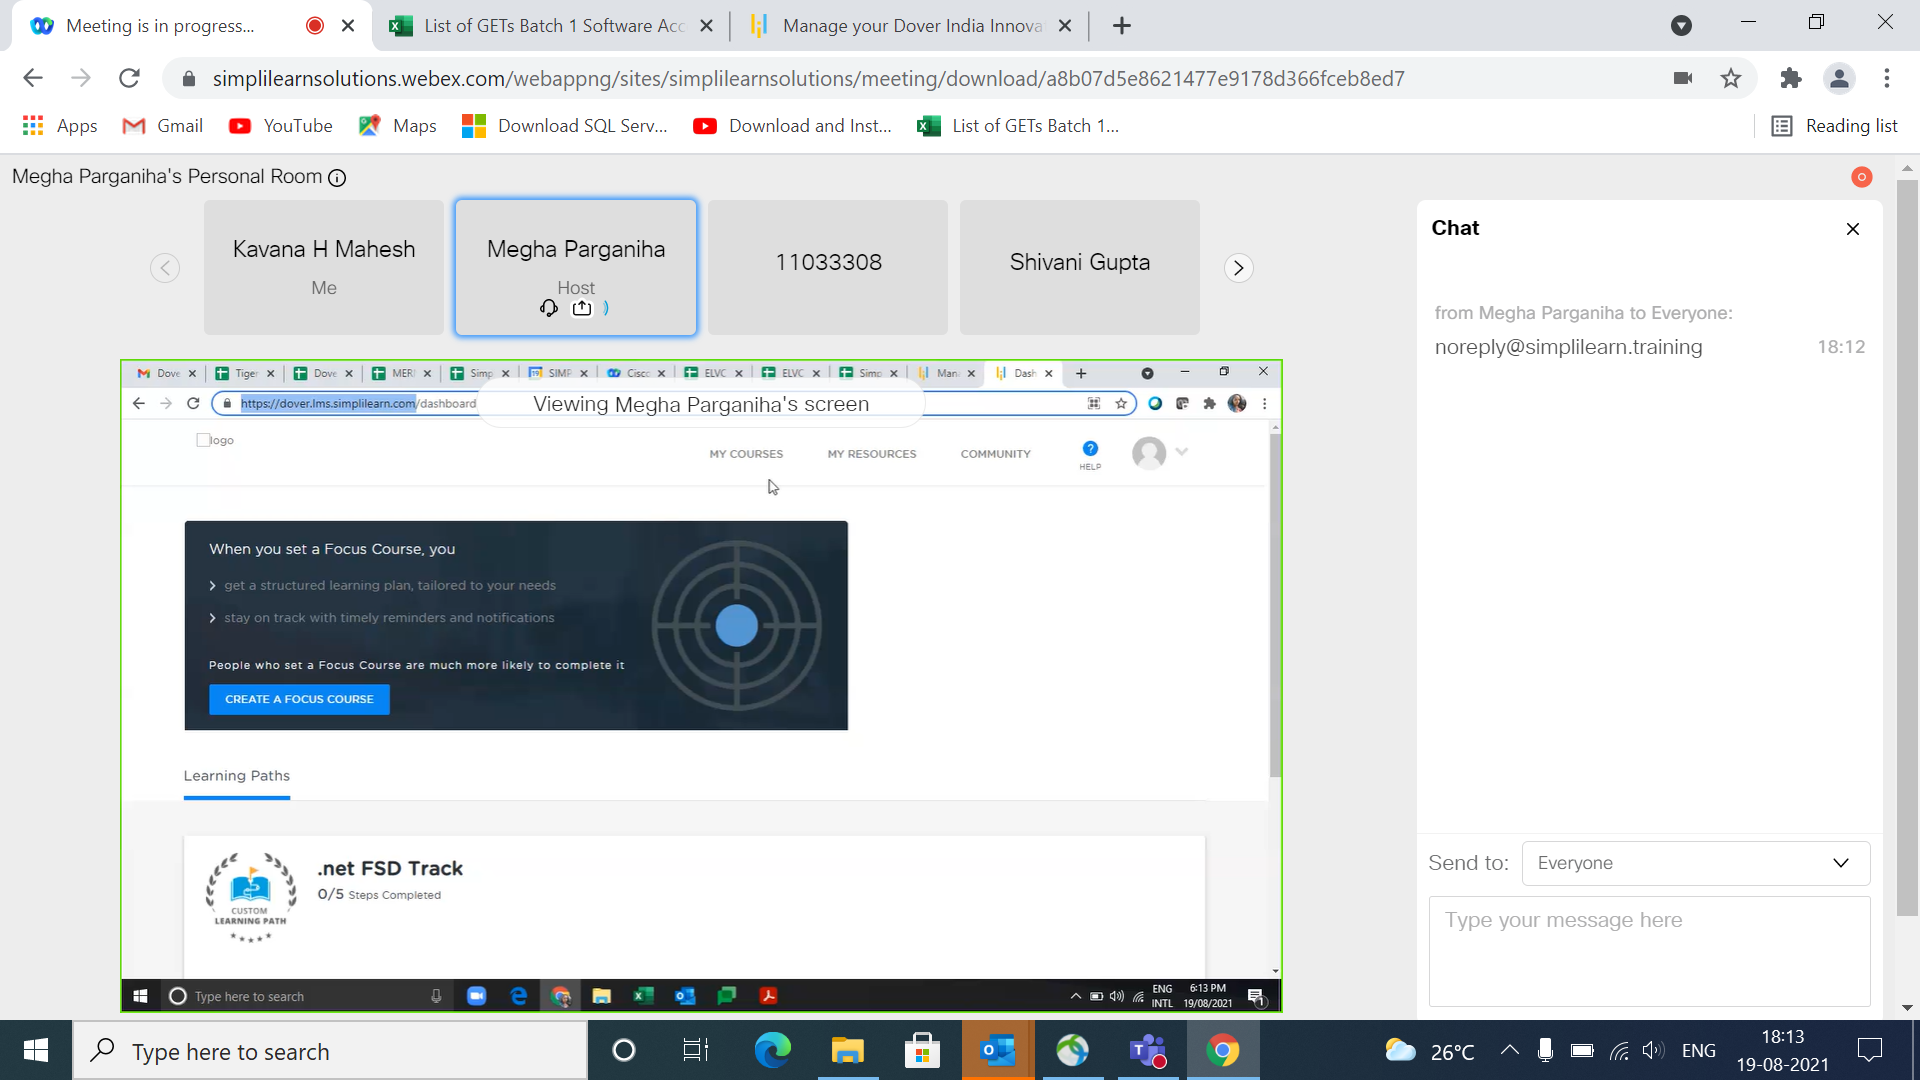 Meeting is in progress...
List of GETs Batch 1 Software Acc
Manage your Dover India Innova
simplilearnsolutions.webex.com/webappng/sites/simplilearnsolutions/meeting/download/a8b07d5e8621477e9178d366fceb8ed7
Apps
Gmail
YouTube
Maps
Download SQL Serv...
Download and Inst...
List of GETs Batch 1...
Reading list
Megha Parganiha's Personal Room
Kavana H Mahesh
Me
Megha Parganiha
Host
11033308
Shivani Gupta
Chat
from Megha Parganiha to Everyone:
noreply@simplilearn.training
18:12
Send to:
Everyone
Type your message here
Dove
Tiger
Dove
MER
Simp
SIMP
Cisco
ELVC
ELVC
Simp
Man
Dash
https://dover.lms.simplilearn.com/dashboard
Viewing Megha Parganiha's screen
logo
MY COURSES
MY RESOURCES
COMMUNITY
?
HELP
When you set a Focus Course, you
get a structured learning plan, tailored to your needs
stay on track with timely reminders and notifications
People who set a Focus Course are much more likely to complete it
CREATE A FOCUS COURSE
Learning Paths
CUSTOM
LEARNING PATH
.net FSD Track
0/5 Steps Completed
Type here to search
ENG
INTL
6:13 PM
19/08/2021
1
Type here to search
26°C
ENG
18:13
19-08-2021